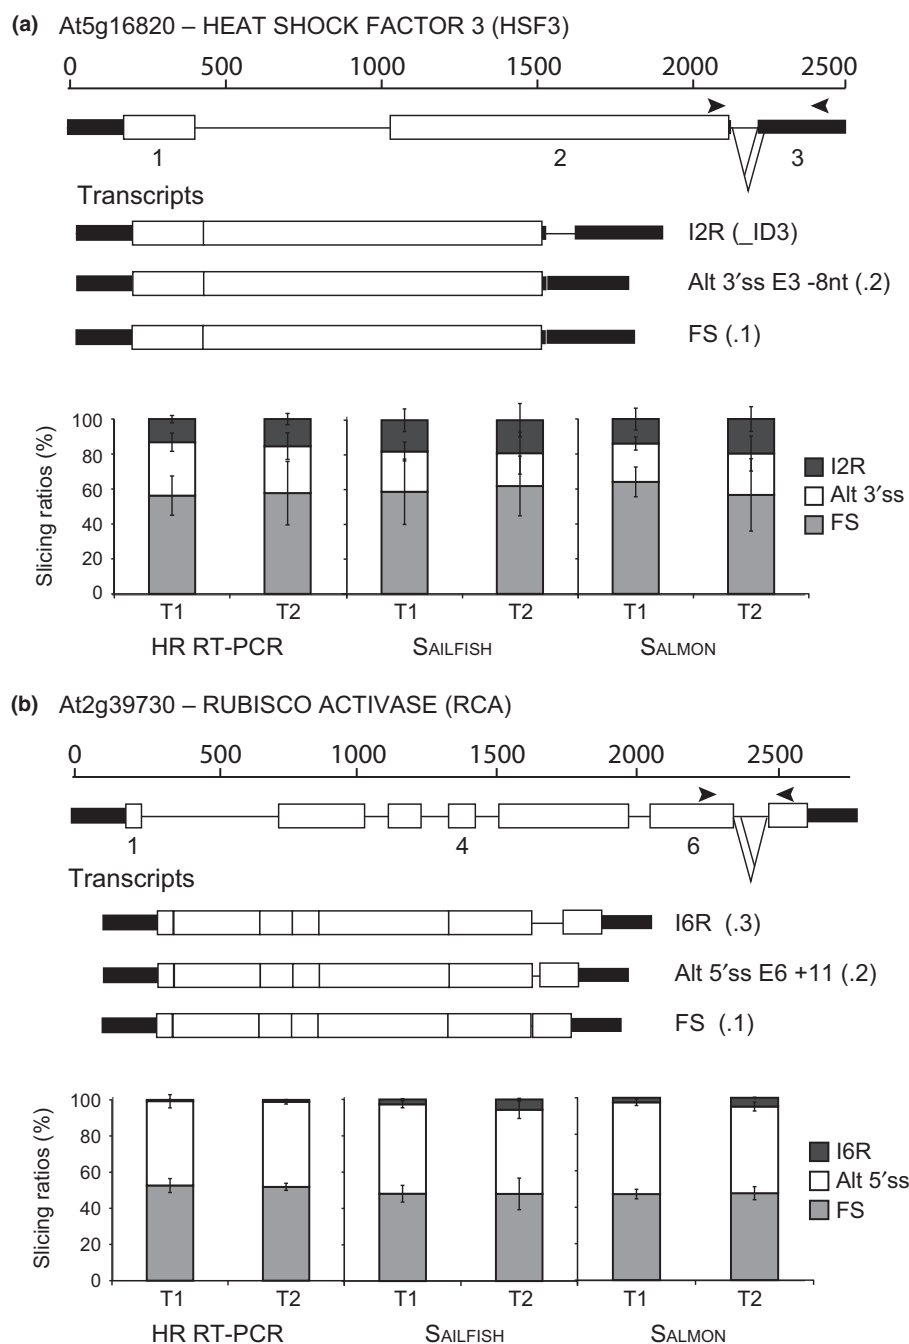 (a) At5g16820 – HEAT SHOCK FACTOR 3 (HSF3)
0 500 1000 1500 2000 2500
1 2 3
Transcripts
I2R (_ID3)
Alt 3′ss E3 -8nt (.2)
FS (.1)
Slicing ratios (%)
100
80
60
40
20
0
I2R
Alt 3′ss
FS
T1 T2 T1 T2 T1 T2
HR RT-PCR SAILFISH SALMON
(b) At2g39730 – RUBISCO ACTIVASE (RCA)
0 500 1000 1500 2000 2500
1 4 6
Transcripts
I6R (.3)
Alt 5′ss E6 +11 (.2)
FS (.1)
Slicing ratios (%)
100
80
60
40
20
0
I6R
Alt 5′ss
FS
T1 T2 T1 T2 T1 T2
HR RT-PCR SAILFISH SALMON